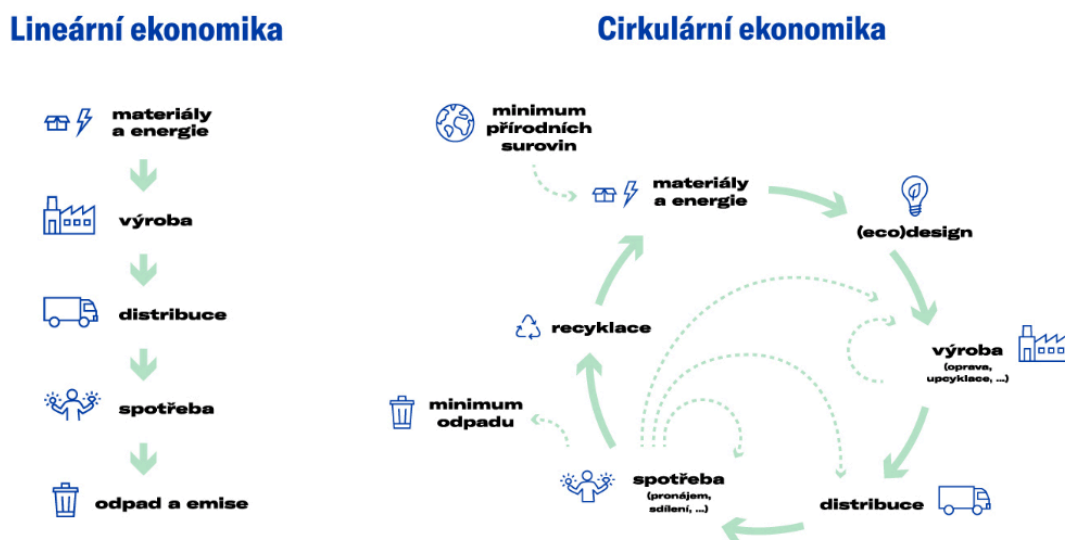 Lineární ekonomika
materiály
a energie
výroba
distribuce
spotřeba
odpad a emise
Cirkulární ekonomika
minimum
přírodních
surovin
materiály
a energie
(eco)design
výroba
(oprava,
upcyklace, ...)
distribuce
spotřeba
(pronájem,
sdílení, ...)
minimum
odpadu
recyklace